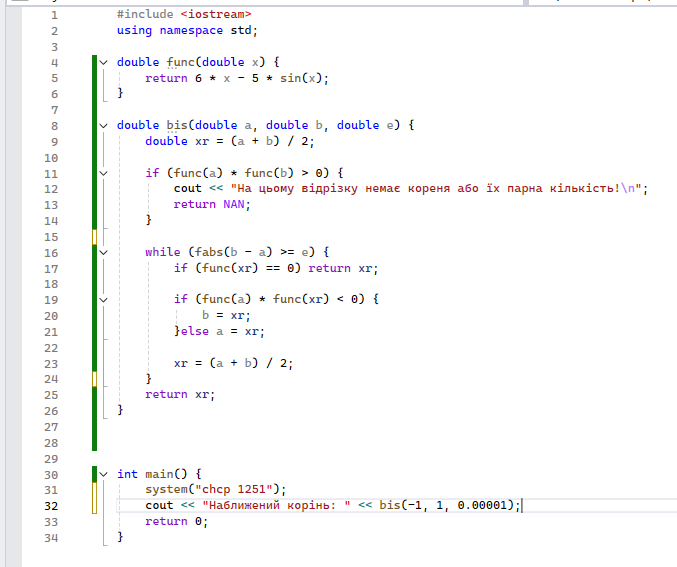 1 #include <iostream>
2 using namespace std;
3
4 double func(double x) {
5     return 6 * x - 5 * sin(x);
6 }
7
8 double bis(double a, double b, double e) {
9     double xr = (a + b) / 2;
10
11     if (func(a) * func(b) > 0) {
12         cout << "На цьому відрізку немає кореня або їх парна кількість!\n";
13         return NAN;
14     }
15
16     while (fabs(b - a) >= e) {
17         if (func(xr) == 0) return xr;
18
19         if (func(a) * func(xr) < 0) {
20             b = xr;
21         }else a = xr;
22
23         xr = (a + b) / 2;
24     }
25     return xr;
26 }
27
28
29
30 int main() {
31     system("chcp 1251");
32     cout << "Наближений корінь: " << bis(-1, 1, 0.00001);
33     return 0;
34 }